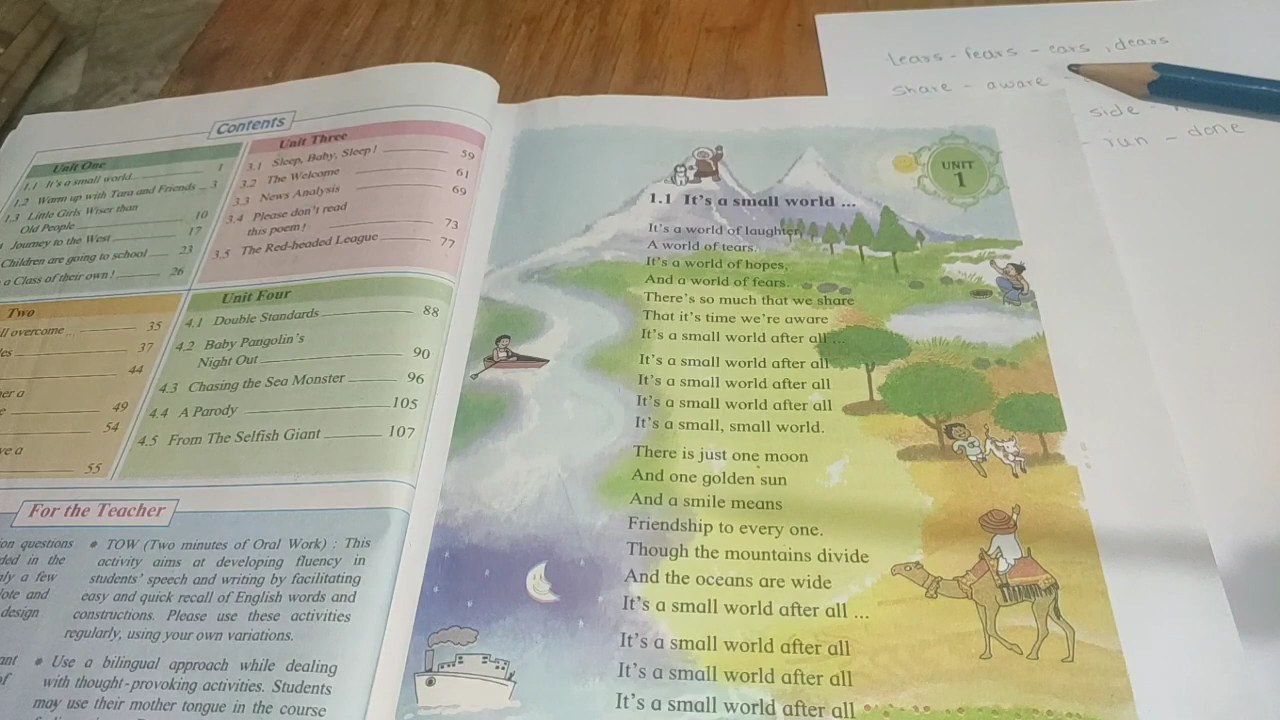 Contents
Unit One
1.1 It's a small world 1
1.2 Warm up with Tara and Friends 3
1.3 Little Girls Wiser than
Old People 10
Journey to the West 17
Children are going to school 23
a Class of their own! 26
Unit Three
3.1 Sleep, Baby, Sleep! 59
3.2 The Welcome 61
3.3 News Analysis 69
3.4 Please don't read
this poem! 73
3.5 The Red-headed League 77
Two
overcome ... 35
37
44
49
54
55
Unit Four
4.1 Double Standards 88
4.2 Baby Pangolin's
Night Out 90
4.3 Chasing the Sea Monster 96
4.4 A Parody 105
4.5 From The Selfish Giant 107
For the Teacher
questions
in the
a few
and
design
• TOW (Two minutes of Oral Work) : This
activity aims at developing fluency in
students' speech and writing by facilitating
easy and quick recall of English words and
constructions. Please use these activities
regularly, using your own variations.
• Use a bilingual approach while dealing
with thought-provoking activities. Students
may use their mother tongue in the course
UNIT
1
1.1 It's a small world ...
It's a world of laughter,
A world of tears.
It's a world of hopes,
And a world of fears.
There's so much that we share
That it's time we're aware
It's a small world after all ...
It's a small world after all
It's a small world after all
It's a small world after all
It's a small, small world.
There is just one moon
And one golden sun
And a smile means
Friendship to every one.
Though the mountains divide
And the oceans are wide
It's a small world after all ...
It's a small world after all
It's a small world after all
It's a small world after all
tears - fears - ears , dears
share - aware -
side -
- run - done